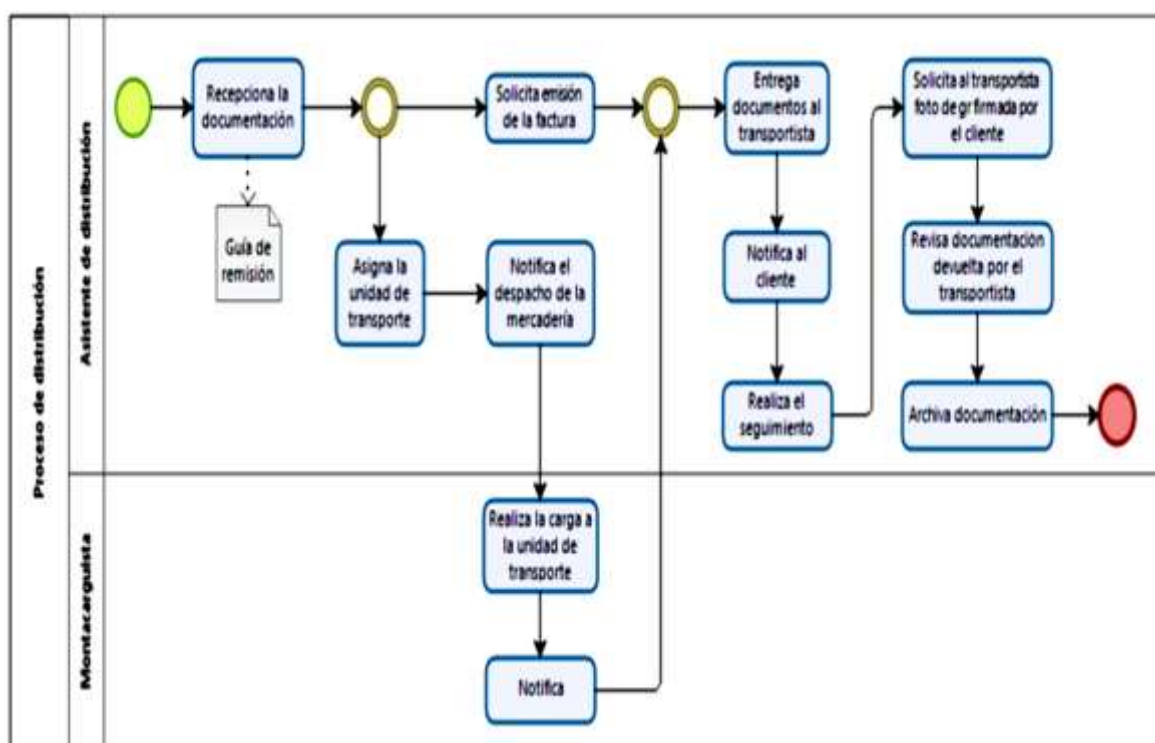 Proceso de distribución
Asistente de distribución
Recepciona la
documentación
Guía de
remisión
Solicita emisión
de la factura
Asigna la
unidad de
transporte
Notifica el
despacho de la
mercadería
Entrega
documentos al
transportista
Notifica al
cliente
Realiza el
seguimiento
Solicita al transportista
foto de gr firmada por
el cliente
Revisa documentación
devuelta por el
transportista
Archiva documentación
Montacarguista
Realiza la carga a
la unidad de
transporte
Notifica